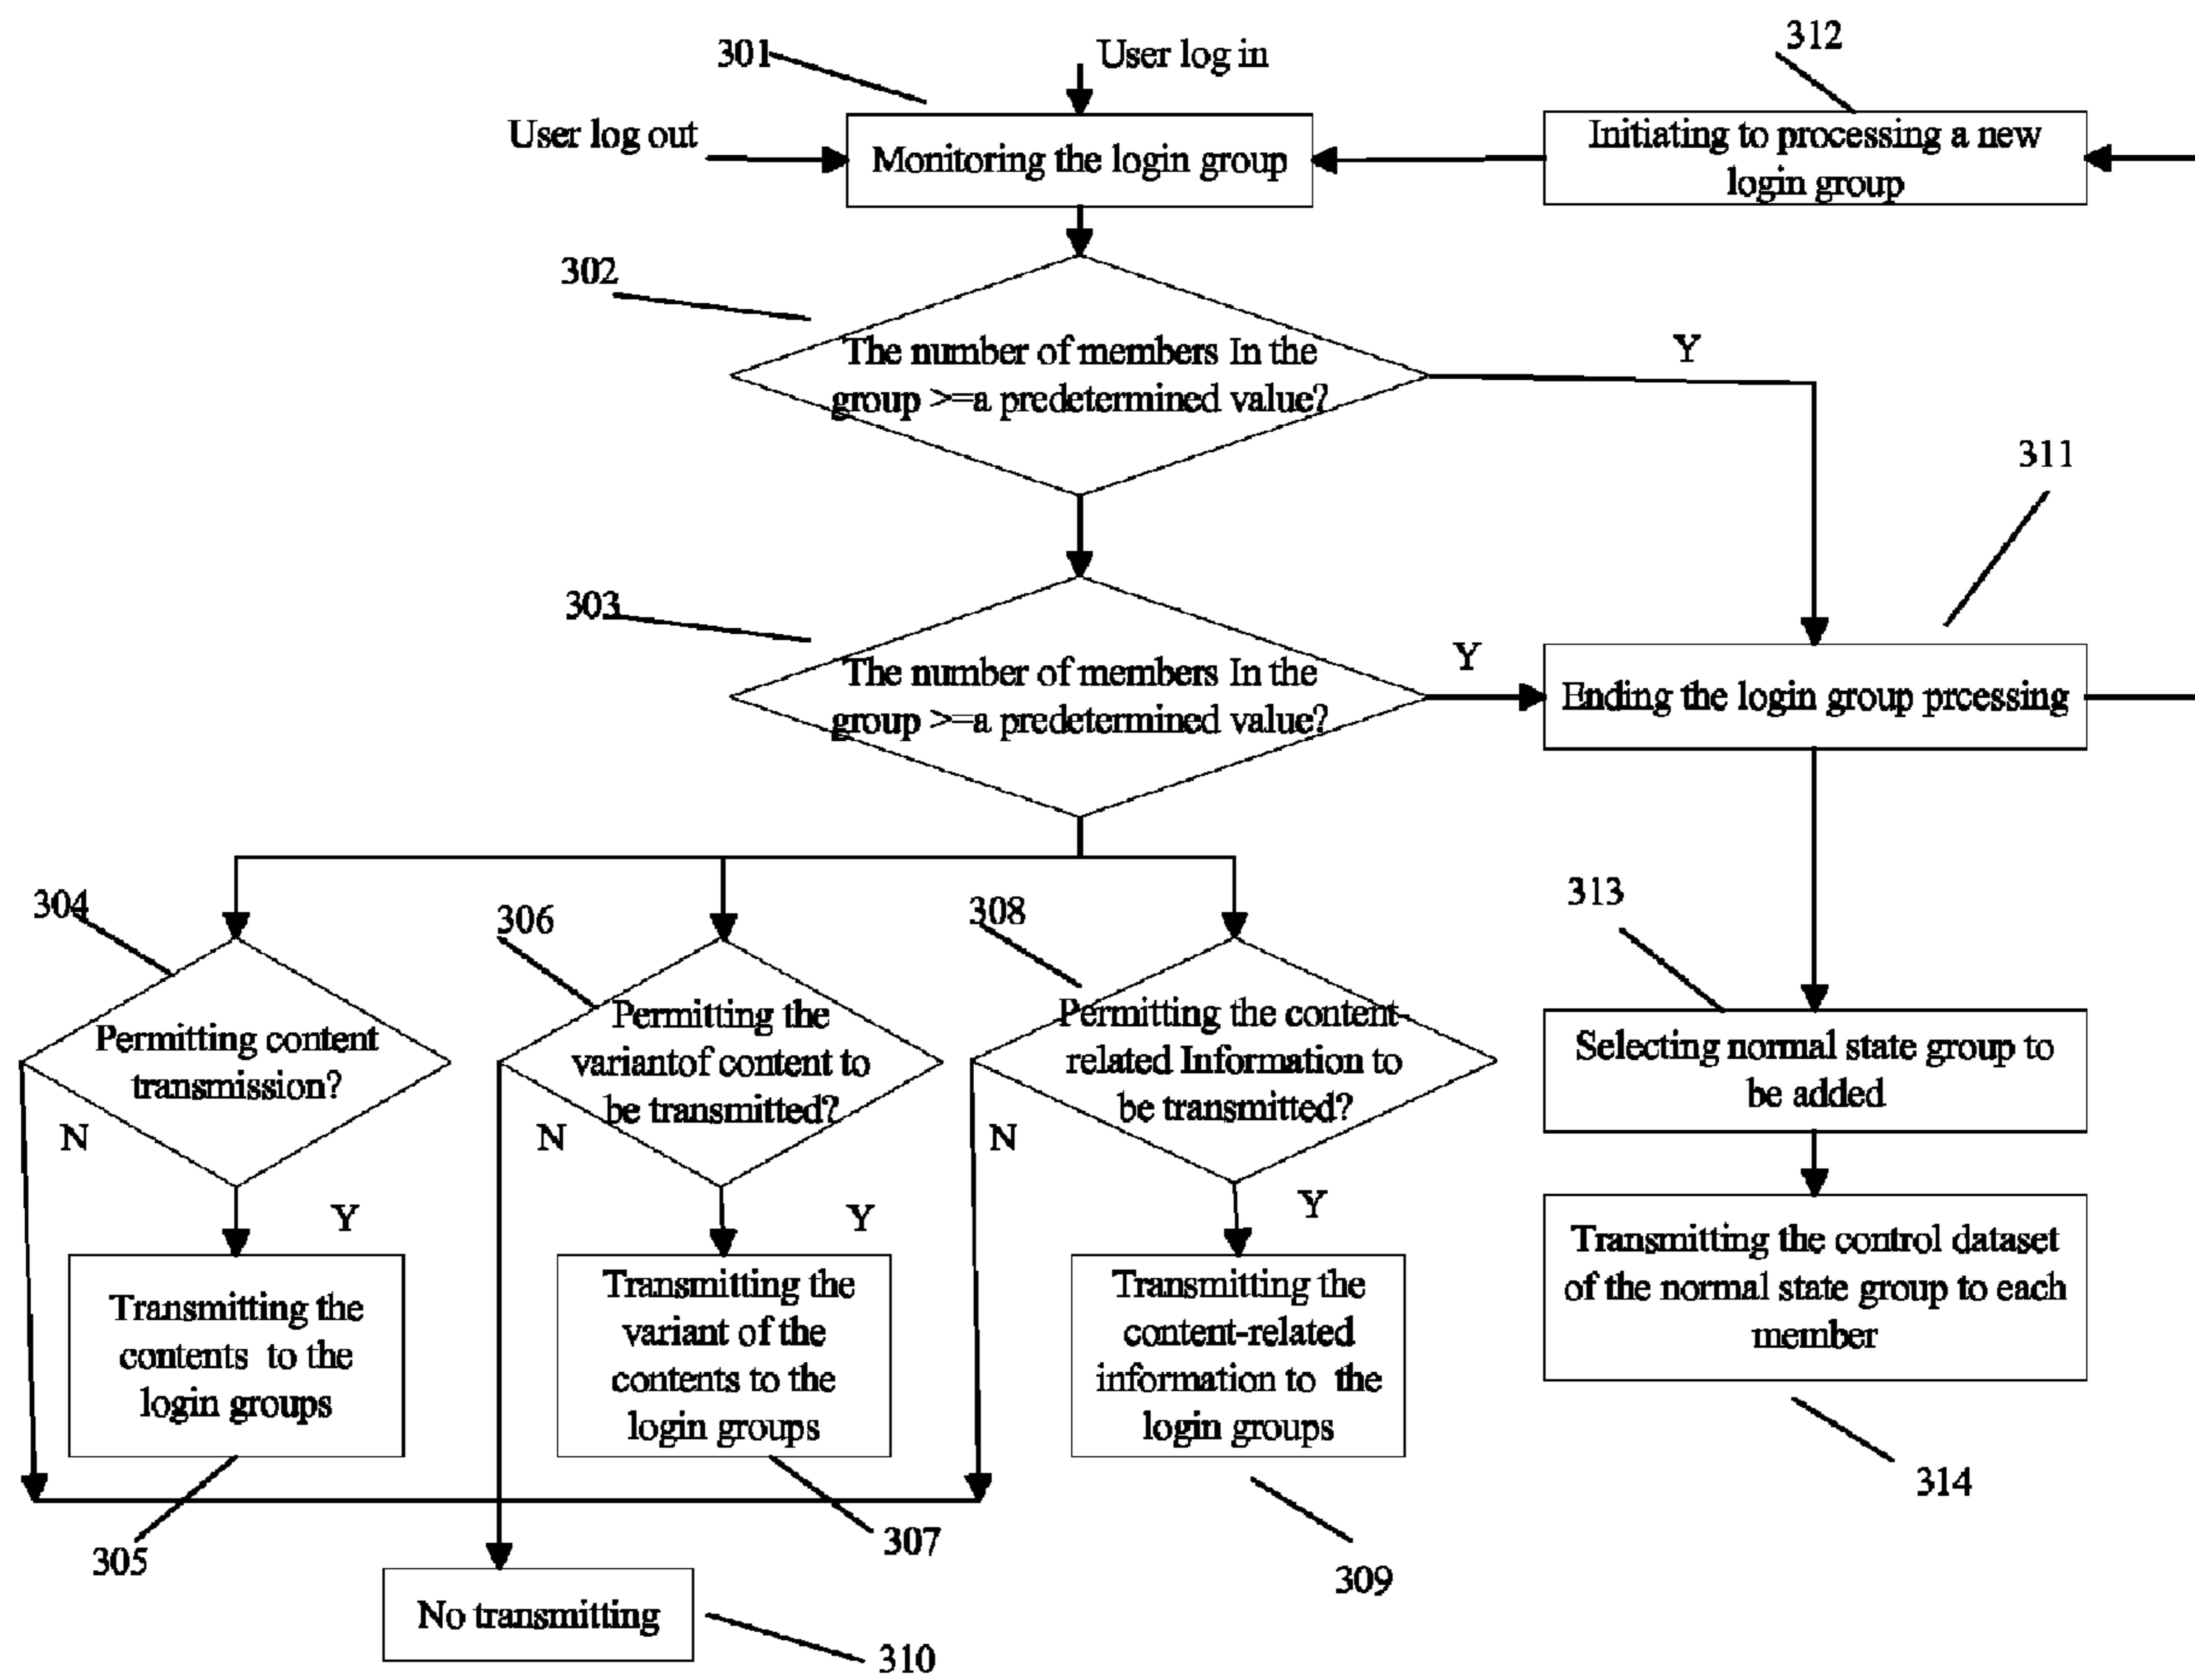 301
User log in
312
User log out
Monitoring the login group
Initiating to processing a new
login group
302
The number of members In the
group >=a predetermined value?
Y
311
303
The number of members In the
group >=a predetermined value?
Y
Ending the login group prcessing
304
306
308
313
Permitting content
transmission?
Permitting the
variantof content to
be transmitted?
Permitting the content-
related Information to
be transmitted?
Selecting normal state group to
be added
N
Y
N
Y
N
Y
Transmitting the
contents to the
login groups
Transmitting the
variant of the
contents to the
login groups
Transmitting the
content-related
information to the
login groups
Transmitting the control dataset
of the normal state group to each
member
305
307
309
314
No transmitting
310